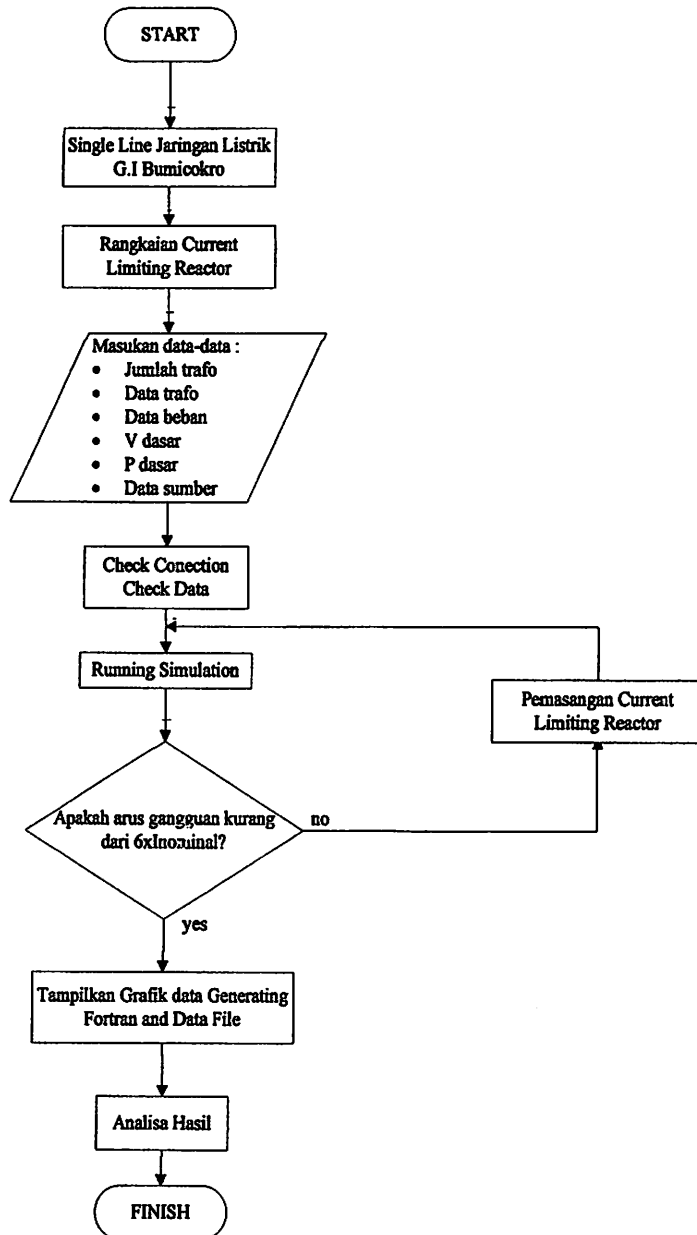 START
Single Line Jaringan Listrik
G.I Bumicokro
Rangkaian Current
Limiting Reactor
Masukan data-data :
• Jumlah trafo
• Data trafo
• Data beban
• V dasar
• P dasar
• Data sumber
Check Conection
Check Data
Running Simulation
Pemasangan Current
Limiting Reactor
Apakah arus gangguan kurang
dari 6xInominal?
no
yes
Tampilkan Grafik data Generating
Fortran and Data File
Analisa Hasil
FINISH